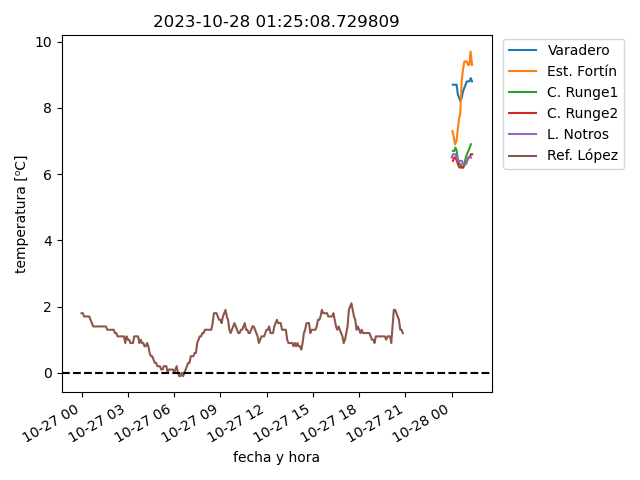 2023-10-28 01:25:08.729809
10
8
6
4
2
0
temperatura [ºC]
10-27 00
10-27 03
10-27 06
10-27 09
10-27 12
10-27 15
10-27 18
10-27 21
10-28 00
fecha y hora
Varadero
Est. Fortín
C. Runge1
C. Runge2
L. Notros
Ref. López